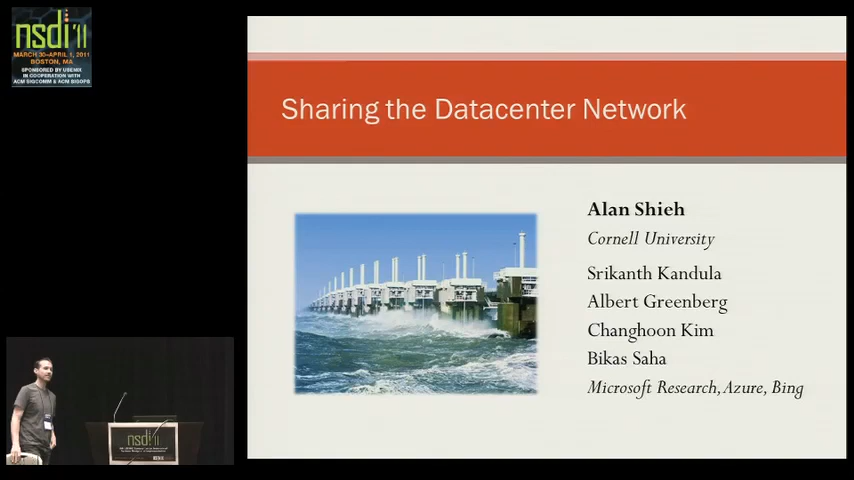 nsdi'11
MARCH 30–APRIL 1, 2011
BOSTON, MA
SPONSORED BY USENIX
IN COOPERATION WITH
ACM SIGCOMM & ACM SIGOPS
Sharing the Datacenter Network
Alan Shieh
Cornell University
Srikanth Kandula
Albert Greenberg
Changhoon Kim
Bikas Saha
Microsoft Research, Azure, Bing
nsdi'11